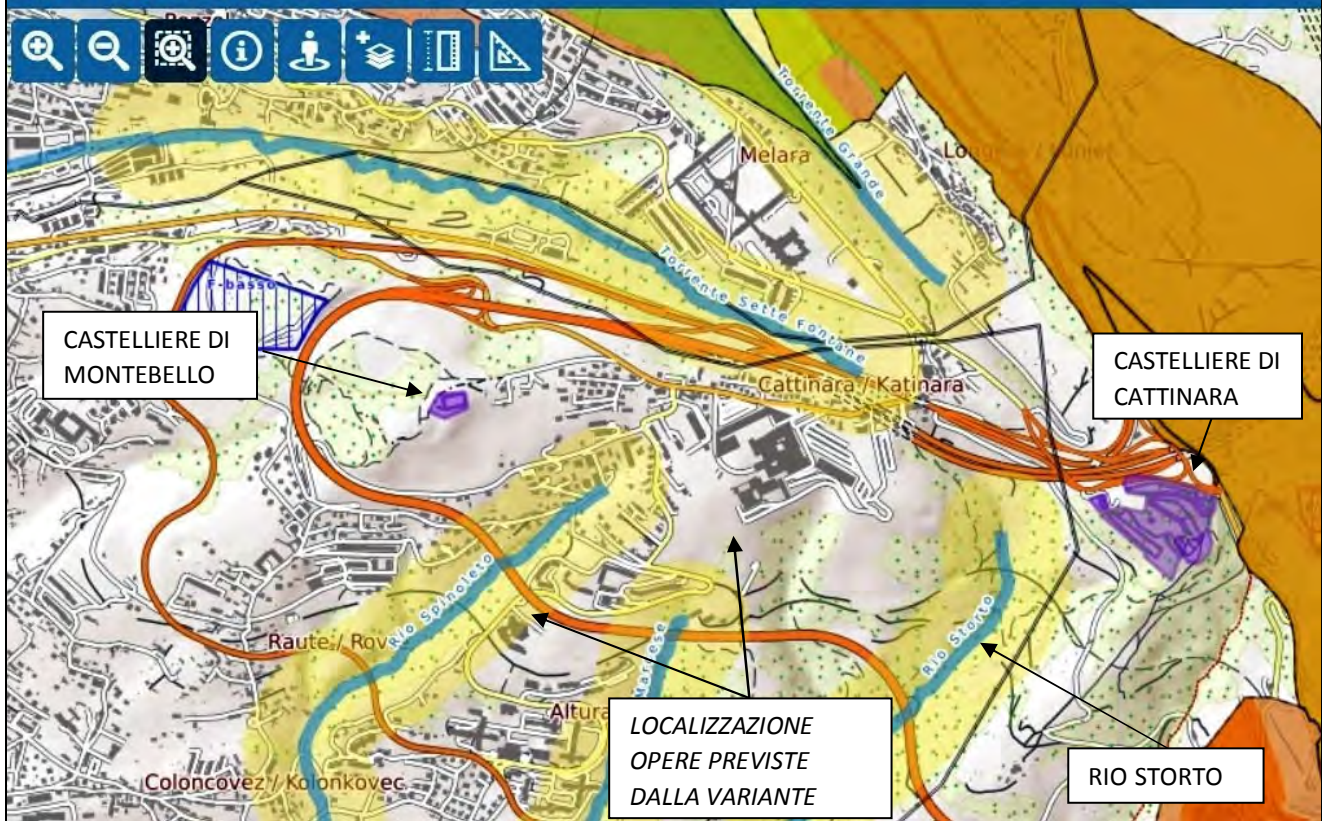 Melara
Torrente Grande
F-basso
Torrente Sette Fontane
CASTELLIERE DI
MONTEBELLO
CASTELLIERE DI
CATTINARA
Cattinara / Katinara
Rio Spinoleto
Raute / Rov
Rio Storto
Altura
LOCALIZZAZIONE
OPERE PREVISTE
DALLA VARIANTE
RIO STORTO
Coloncovez / Kolonkovec